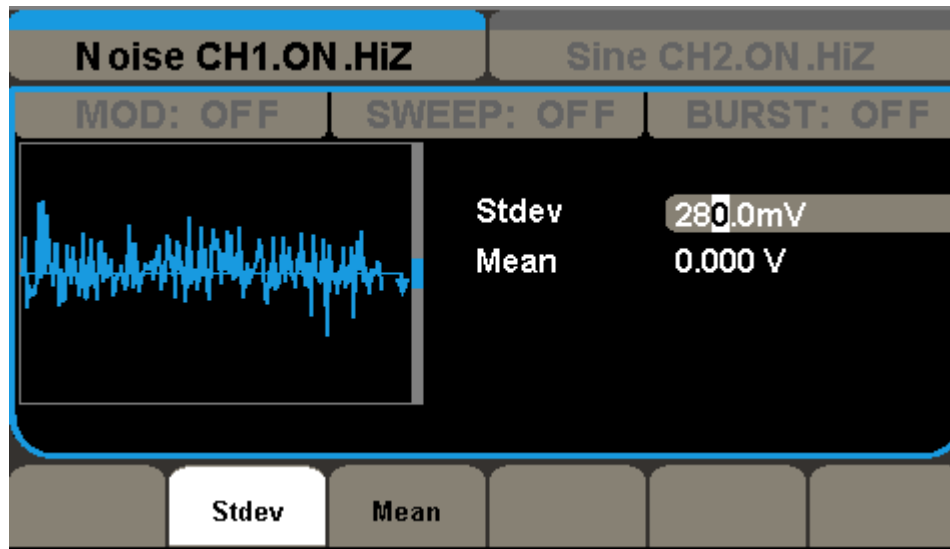 Noise CH1.ON.HiZ
Sine CH2.ON.HiZ
MOD: OFF
SWEEP: OFF
BURST: OFF
Stdev 280.0mV
Mean 0.000 V
Stdev
Mean